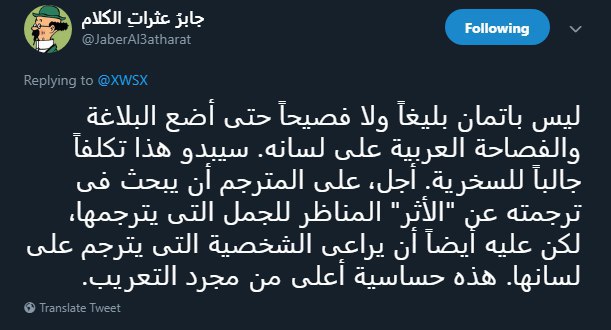 جابرُ عثراتِ الكلام
@JaberAl3atharat
Following
Replying to @XWSX
ليس باتمان بليغاً ولا فصيحاً حتى أضع البلاغة
والفصاحة العربية على لسانه. سيبدو هذا تكلفاً
جالباً للسخرية. أجل، على المترجم أن يبحث فى
ترجمته عن "الأثر" المناظر للجمل التى يترجمها،
لكن عليه أيضاً أن يراعى الشخصية التى يترجم على
لسانها. هذه حساسية أعلى من مجرد التعريب.
Translate Tweet